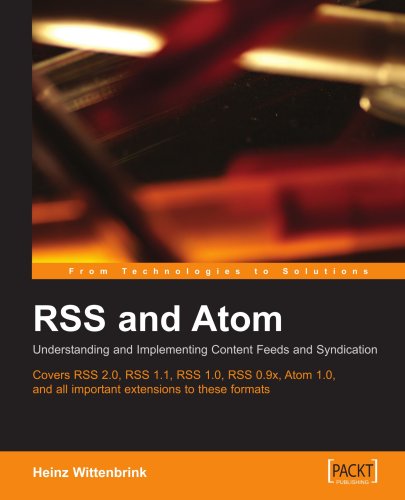 From Technologies to Solutions
RSS and Atom
Understanding and Implementing Content Feeds and Syndication
Covers RSS 2.0, RSS 1.1, RSS 1.0, RSS 0.9x, Atom 1.0,
and all important extensions to these formats
Heinz Wittenbrink
PACKT
PUBLISHING